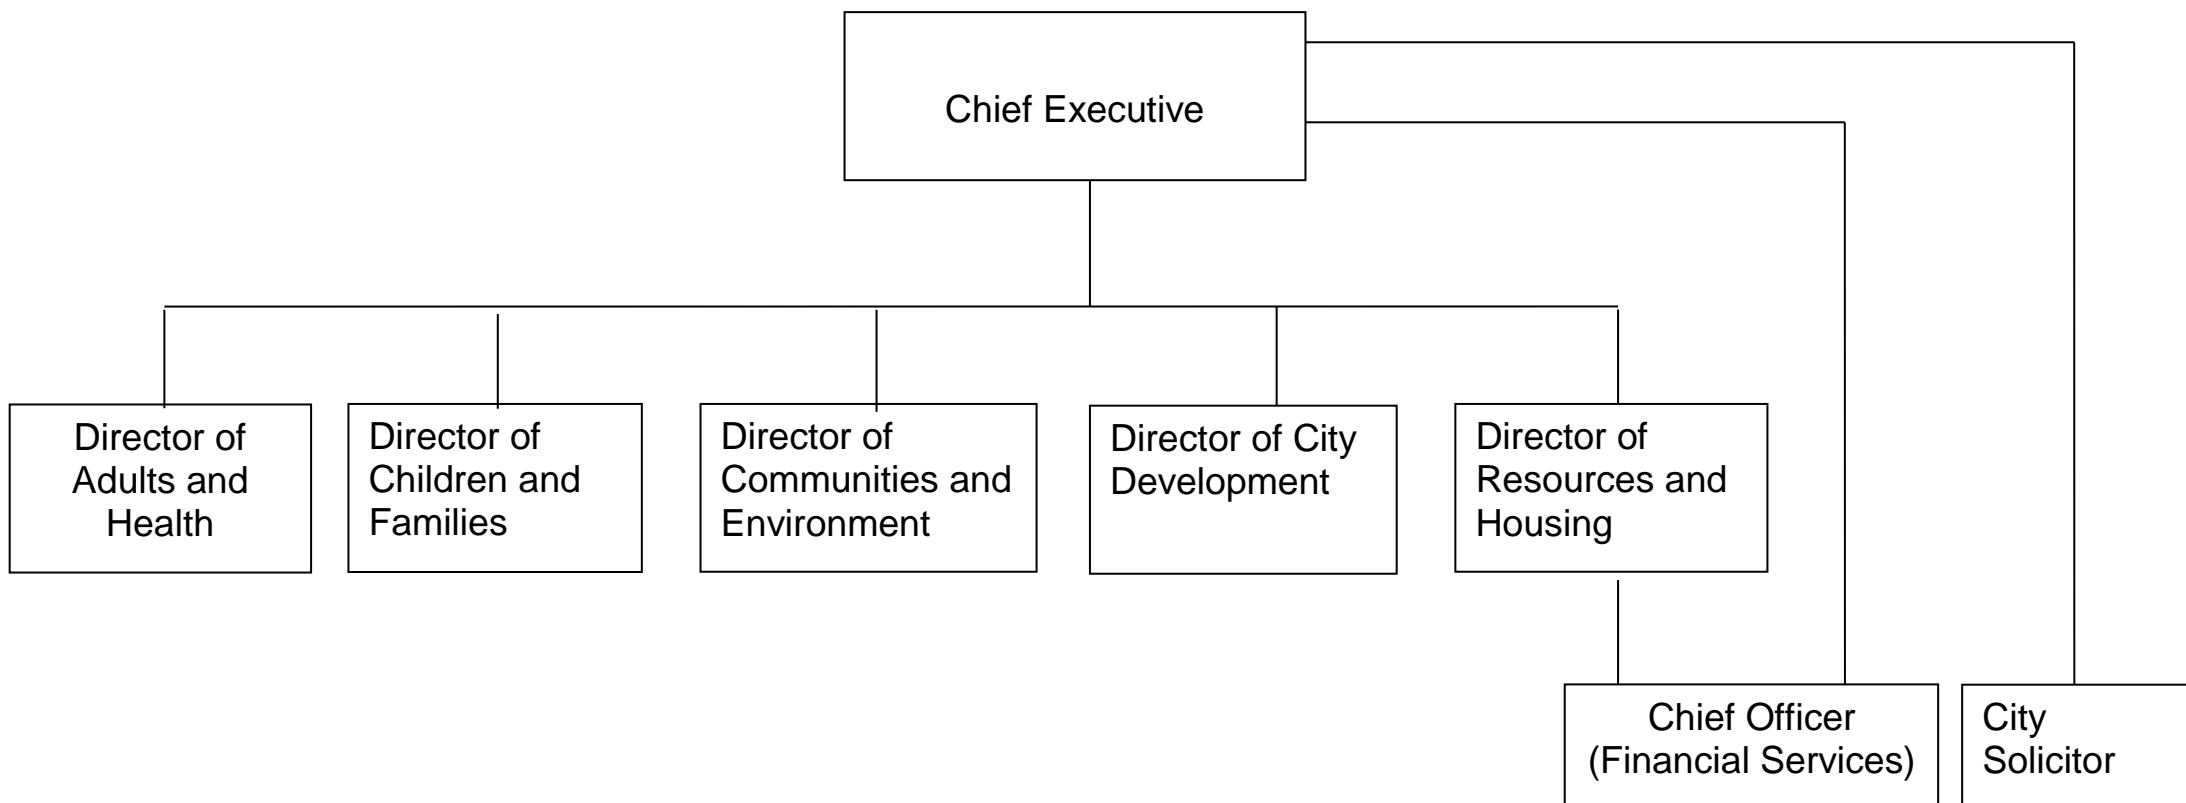 Chief Executive
Director of
Adults and
Health
Director of
Children and
Families
Director of
Communities and
Environment
Director of City
Development
Director of
Resources and
Housing
Chief Officer
(Financial Services)
City
Solicitor